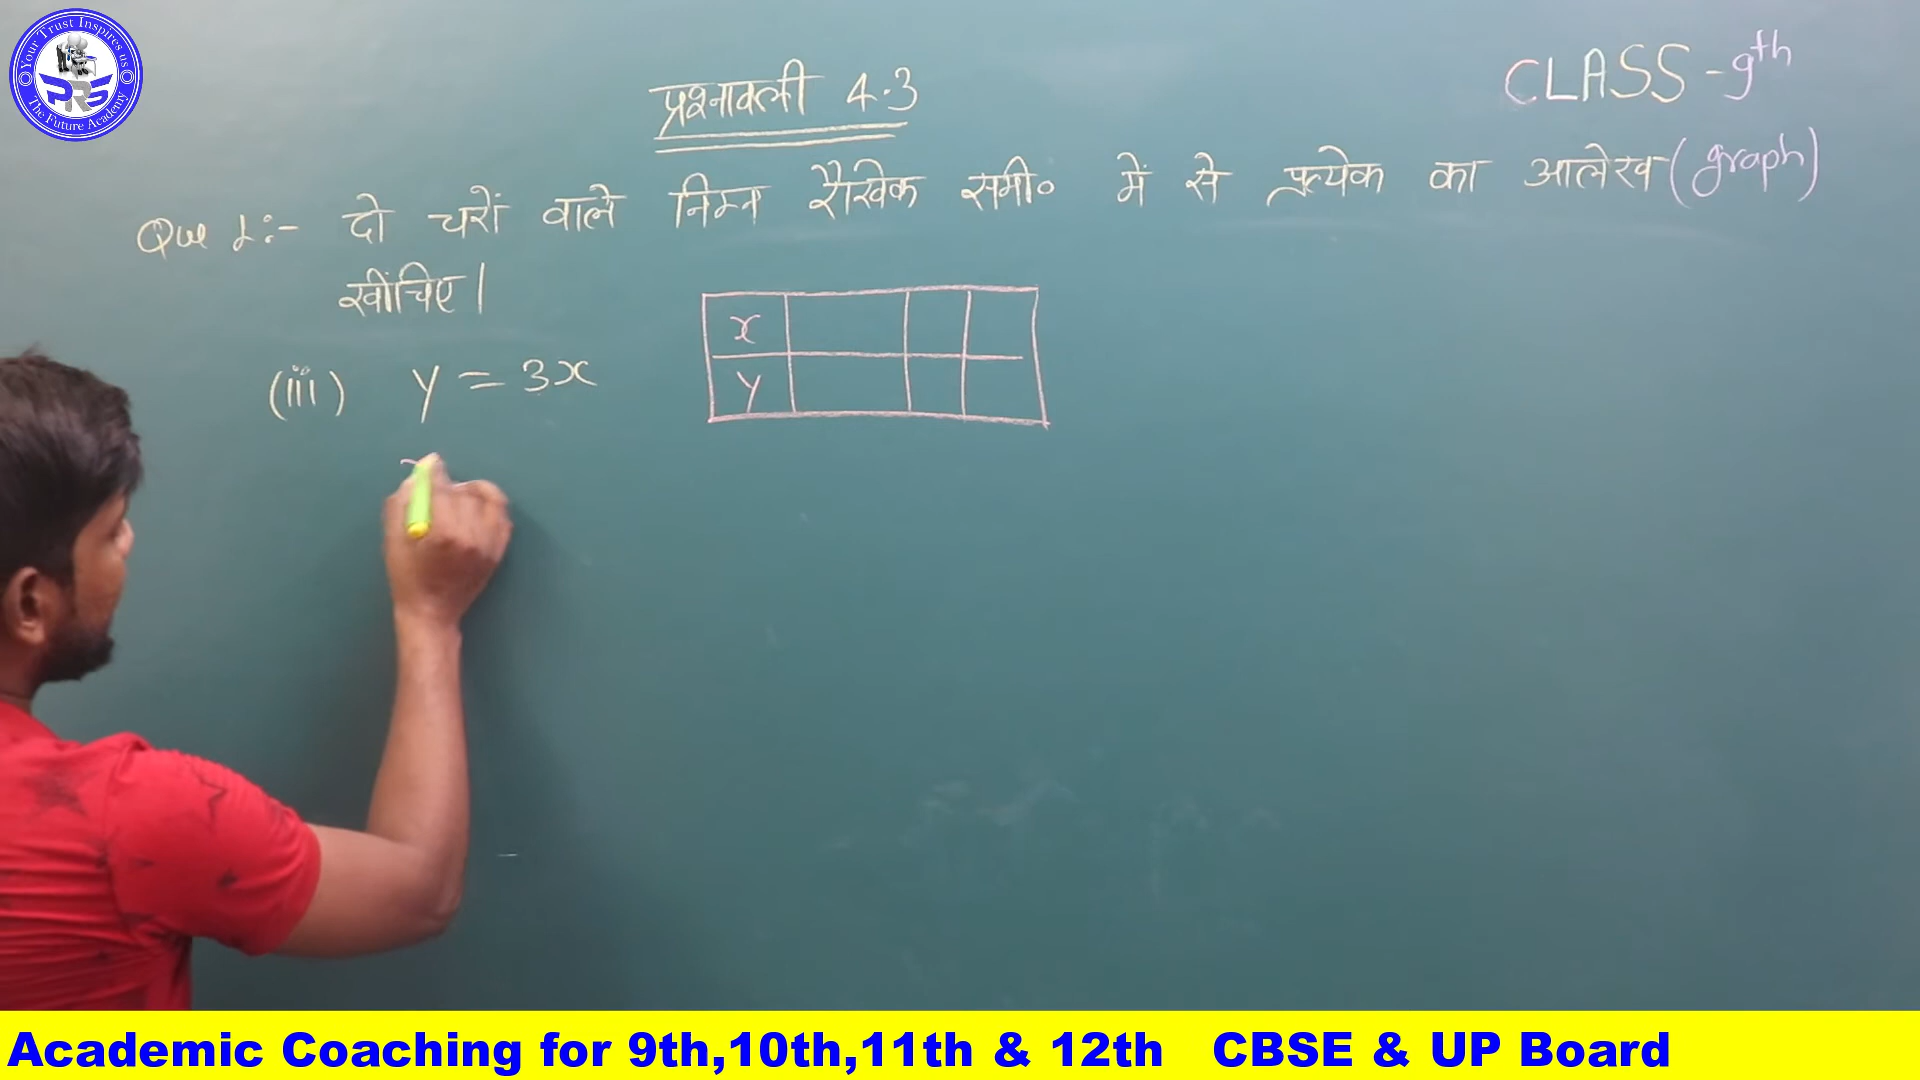 Your Trust Inspires us
PRS
The Future Academy
CLASS - 9th
प्रश्नावली 4.3
Que 1:- दो चरों वाले निम्न रैखिक समी० में से प्रत्येक का आलेख (graph)
खींचिए।
(iii) y = 3x
x
y
Academic Coaching for 9th,10th,11th & 12th CBSE & UP Board